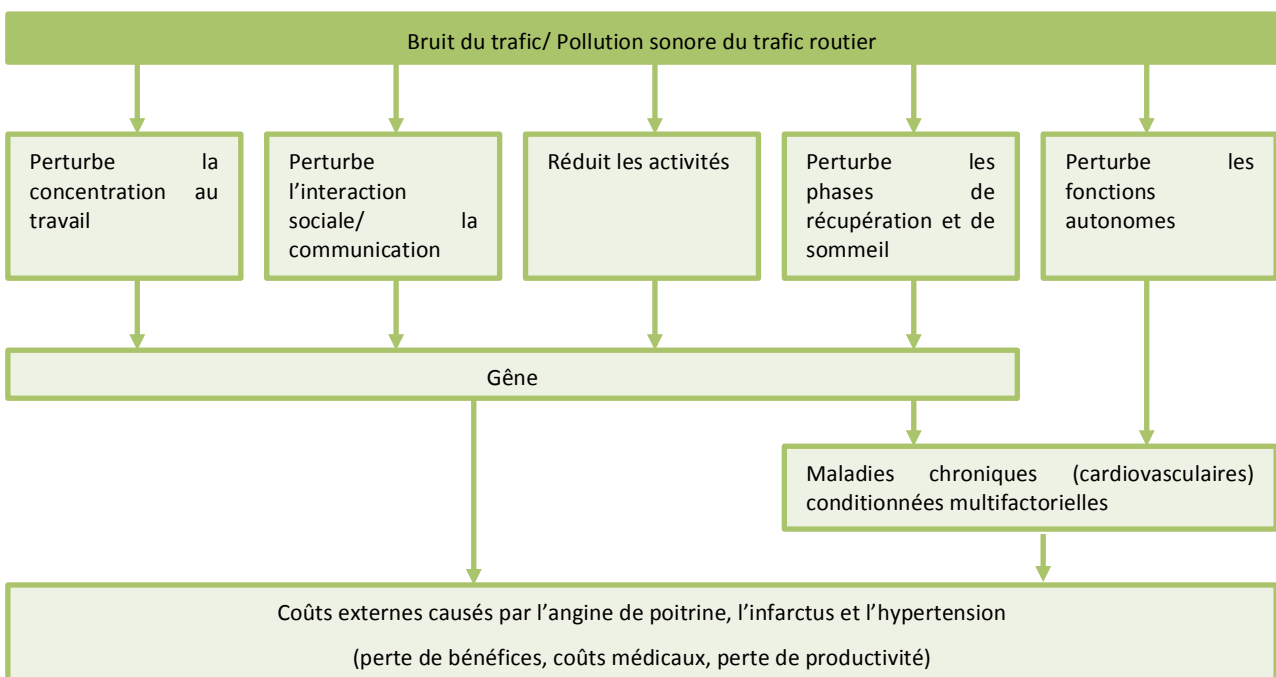 Bruit du trafic/ Pollution sonore du trafic routier
Perturbe la
concentration au
travail
Perturbe
l’interaction
sociale/ la
communication
Réduit les activités
Perturbe les
phases de
récupération et de
sommeil
Perturbe les
fonctions
autonomes
Gêne
Maladies chroniques (cardiovasculaires)
conditionnées multifactorielles
Coûts externes causés par l’angine de poitrine, l’infarctus et l’hypertension
(perte de bénéfices, coûts médicaux, perte de productivité)